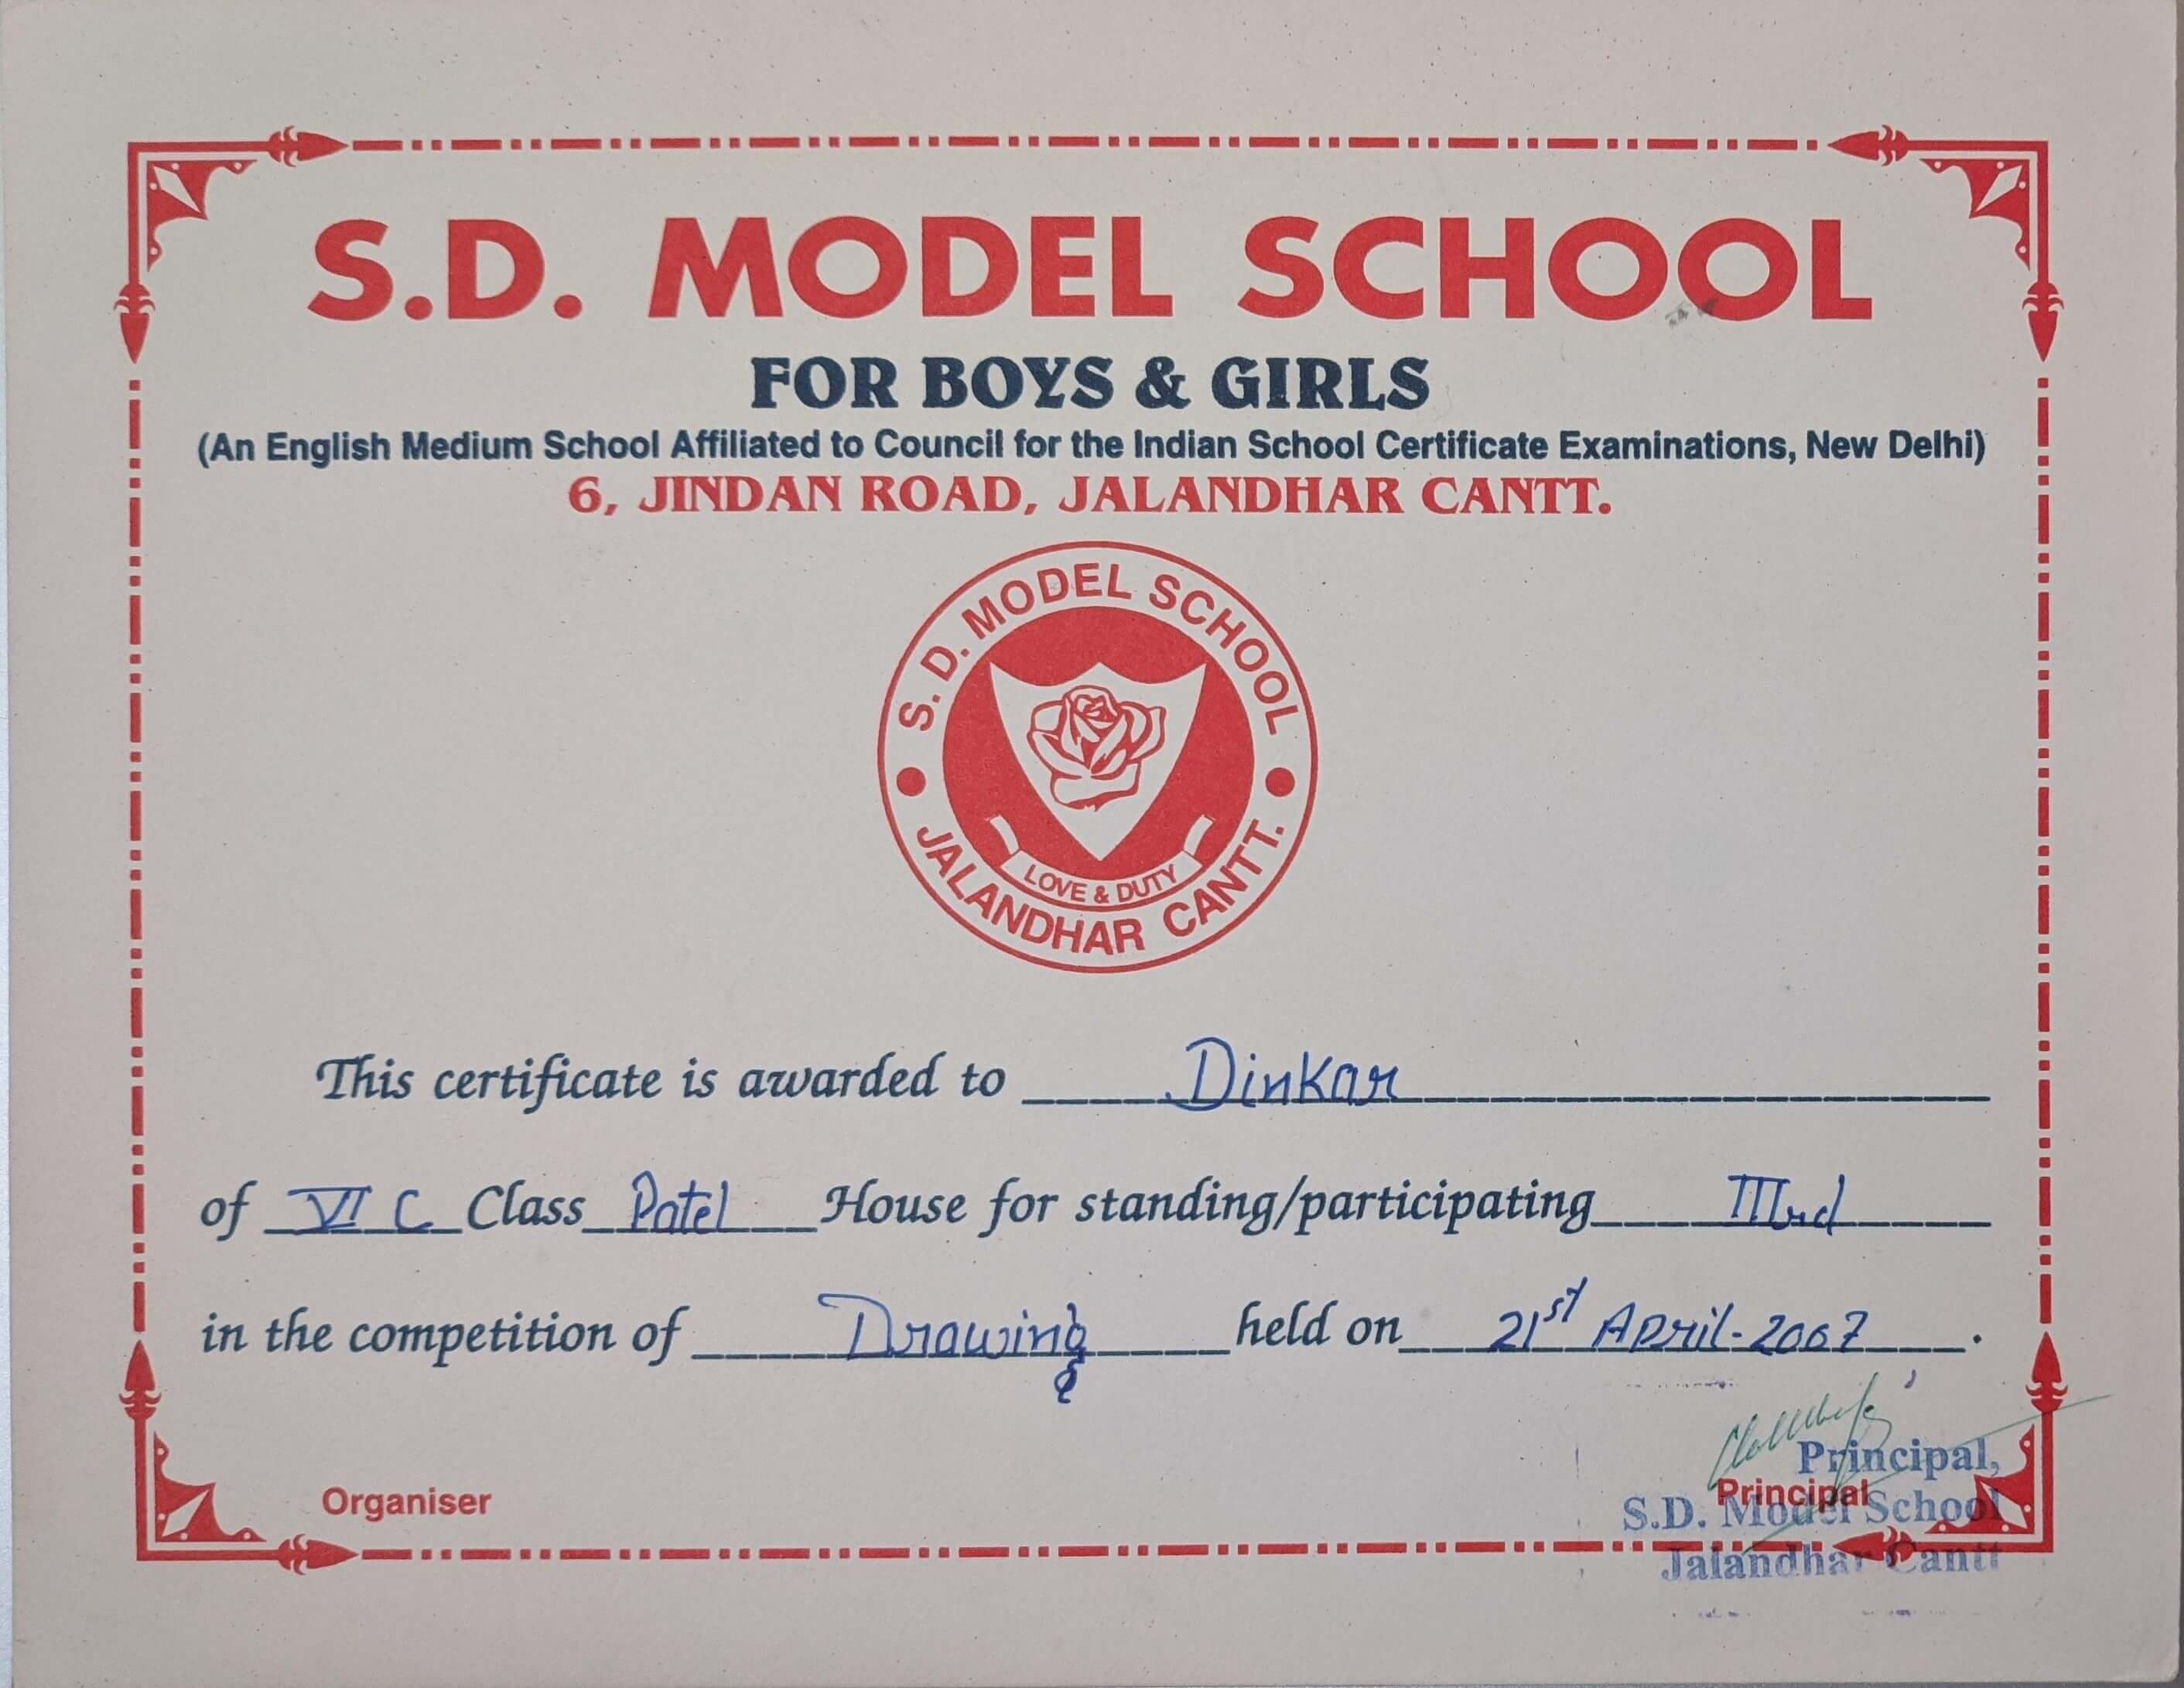 S.D. MODEL SCHOOL
FOR BOYS & GIRLS
(An English Medium School Affiliated to Council for the Indian School Certificate Examinations, New Delhi)
6, JINDAN ROAD, JALANDHAR CANTT.
S. D. MODEL SCHOOL
LOVE & DUTY
JALANDHAR CANTT.
This certificate is awarded to Dinkar
of VI C Class Patel House for standing/participating IIIrd
in the competition of Drawing held on 21st April-2007.
Principal,
Organiser Principal
S.D. Model School
Jalandhar Cantt